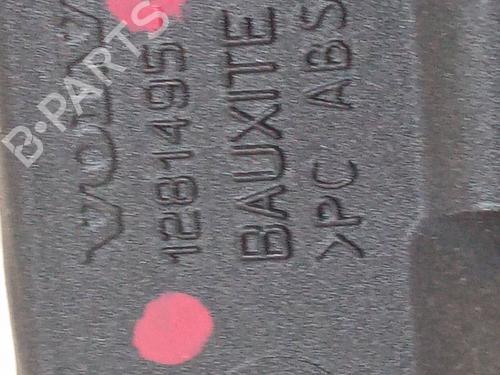 VOLVO
1281495
BAUXITE
>PC ABS
B-PARTS